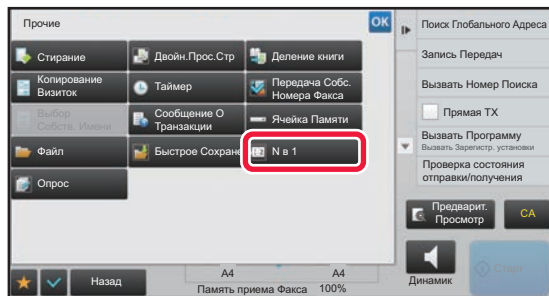 Прочие
OK
Стирание
Двойн.Прос.Стр
Деление книги
Копирование
Визиток
Таймер
Передача Собс.
Номера Факса
Выбор
Собств. Имени
Сообщение О
Транзакции
Ячейка Памяти
Файл
Быстрое Сохране
N в 1
Опрос
Назад
A4
A4
Память приема Факса 100%
Поиск Глобального Адреса
Запись Передач
Вызвать Номер Поиска
Прямая TX
Вызвать Программу
Вызвать Зарегистр. установки
Проверка состояния
отправки/получения
Предварит.
Просмотр
CA
Динамик
Старт